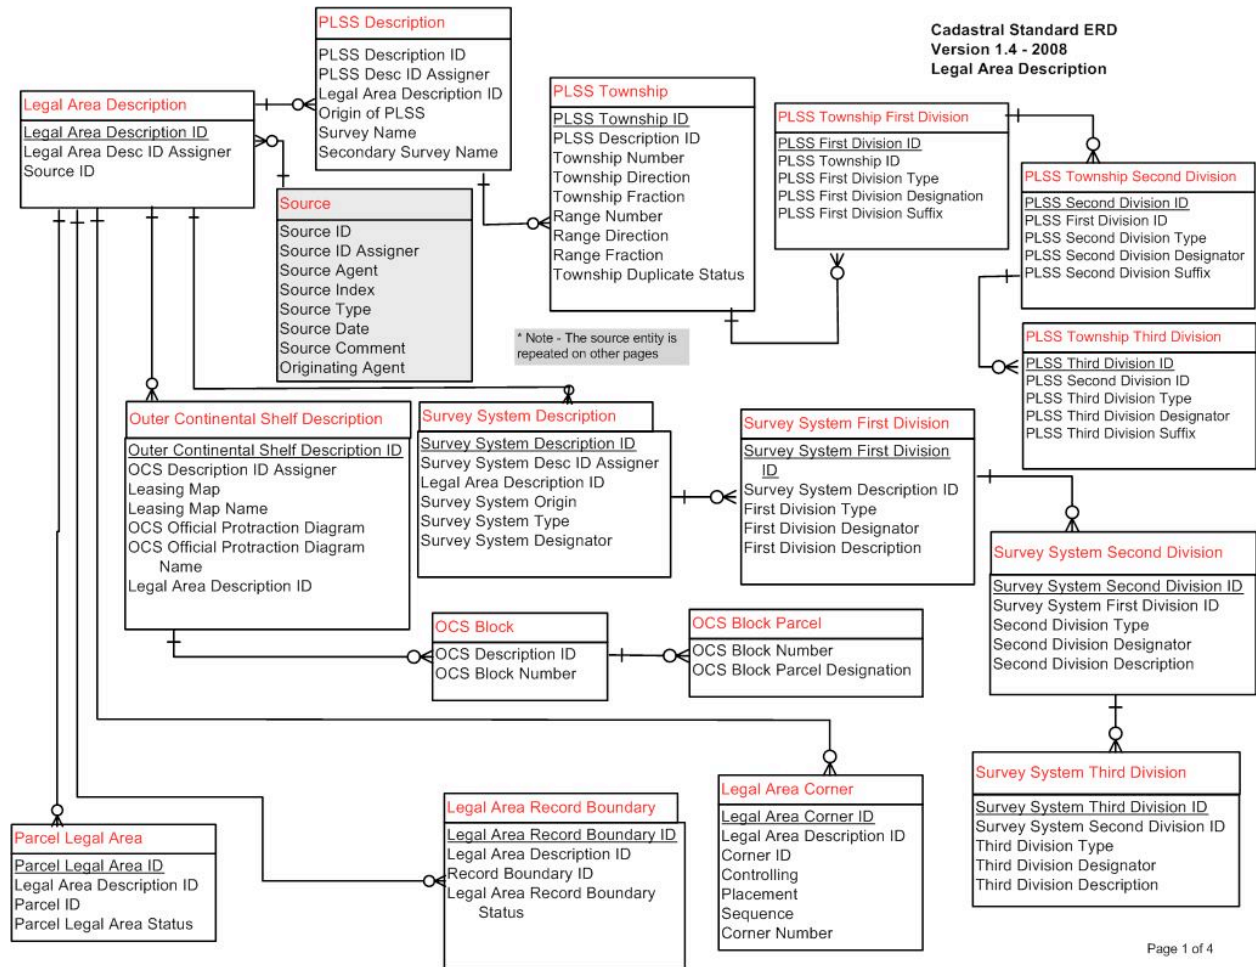 Cadastral Standard ERD
Version 1.4 - 2008
Legal Area Description
PLSS Description
PLSS Description ID
PLSS Desc ID Assigner
Legal Area Description ID
Origin of PLSS
Survey Name
Secondary Survey Name
Legal Area Description
Legal Area Description ID
Legal Area Desc ID Assigner
Source ID
Source
Source ID
Source ID Assigner
Source Agent
Source Index
Source Type
Source Date
Source Comment
Originating Agent
PLSS Township
PLSS Township ID
PLSS Description ID
Township Number
Township Direction
Township Fraction
Range Number
Range Direction
Range Fraction
Township Duplicate Status
* Note - The source entity is
repeated on other pages
PLSS Township First Division
PLSS First Division ID
PLSS Township ID
PLSS First Division Type
PLSS First Division Designation
PLSS First Division Suffix
PLSS Township Second Division
PLSS Second Division ID
PLSS First Division ID
PLSS Second Division Type
PLSS Second Division Designator
PLSS Second Division Suffix
PLSS Township Third Division
PLSS Third Division ID
PLSS Second Division ID
PLSS Third Division Type
PLSS Third Division Designator
PLSS Third Division Suffix
Outer Continental Shelf Description
Outer Continental Shelf Description ID
OCS Description ID Assigner
Leasing Map
Leasing Map Name
OCS Official Protraction Diagram
OCS Official Protraction Diagram
Name
Legal Area Description ID
Survey System Description
Survey System Description ID
Survey System Desc ID Assigner
Legal Area Description ID
Survey System Origin
Survey System Type
Survey System Designator
Survey System First Division
Survey System First Division
ID
Survey System Description ID
First Division Type
First Division Designator
First Division Description
Survey System Second Division
Survey System Second Division ID
Survey System First Division ID
Second Division Type
Second Division Designator
Second Division Description
OCS Block
OCS Description ID
OCS Block Number
OCS Block Parcel
OCS Block Number
OCS Block Parcel Designation
Survey System Third Division
Survey System Third Division ID
Survey System Second Division ID
Third Division Type
Third Division Designator
Third Division Description
Legal Area Corner
Legal Area Corner ID
Legal Area Description ID
Corner ID
Controlling
Placement
Sequence
Corner Number
Legal Area Record Boundary
Legal Area Record Boundary ID
Legal Area Description ID
Record Boundary ID
Legal Area Record Boundary
Status
Parcel Legal Area
Parcel Legal Area ID
Legal Area Description ID
Parcel ID
Parcel Legal Area Status
Page 1 of 4